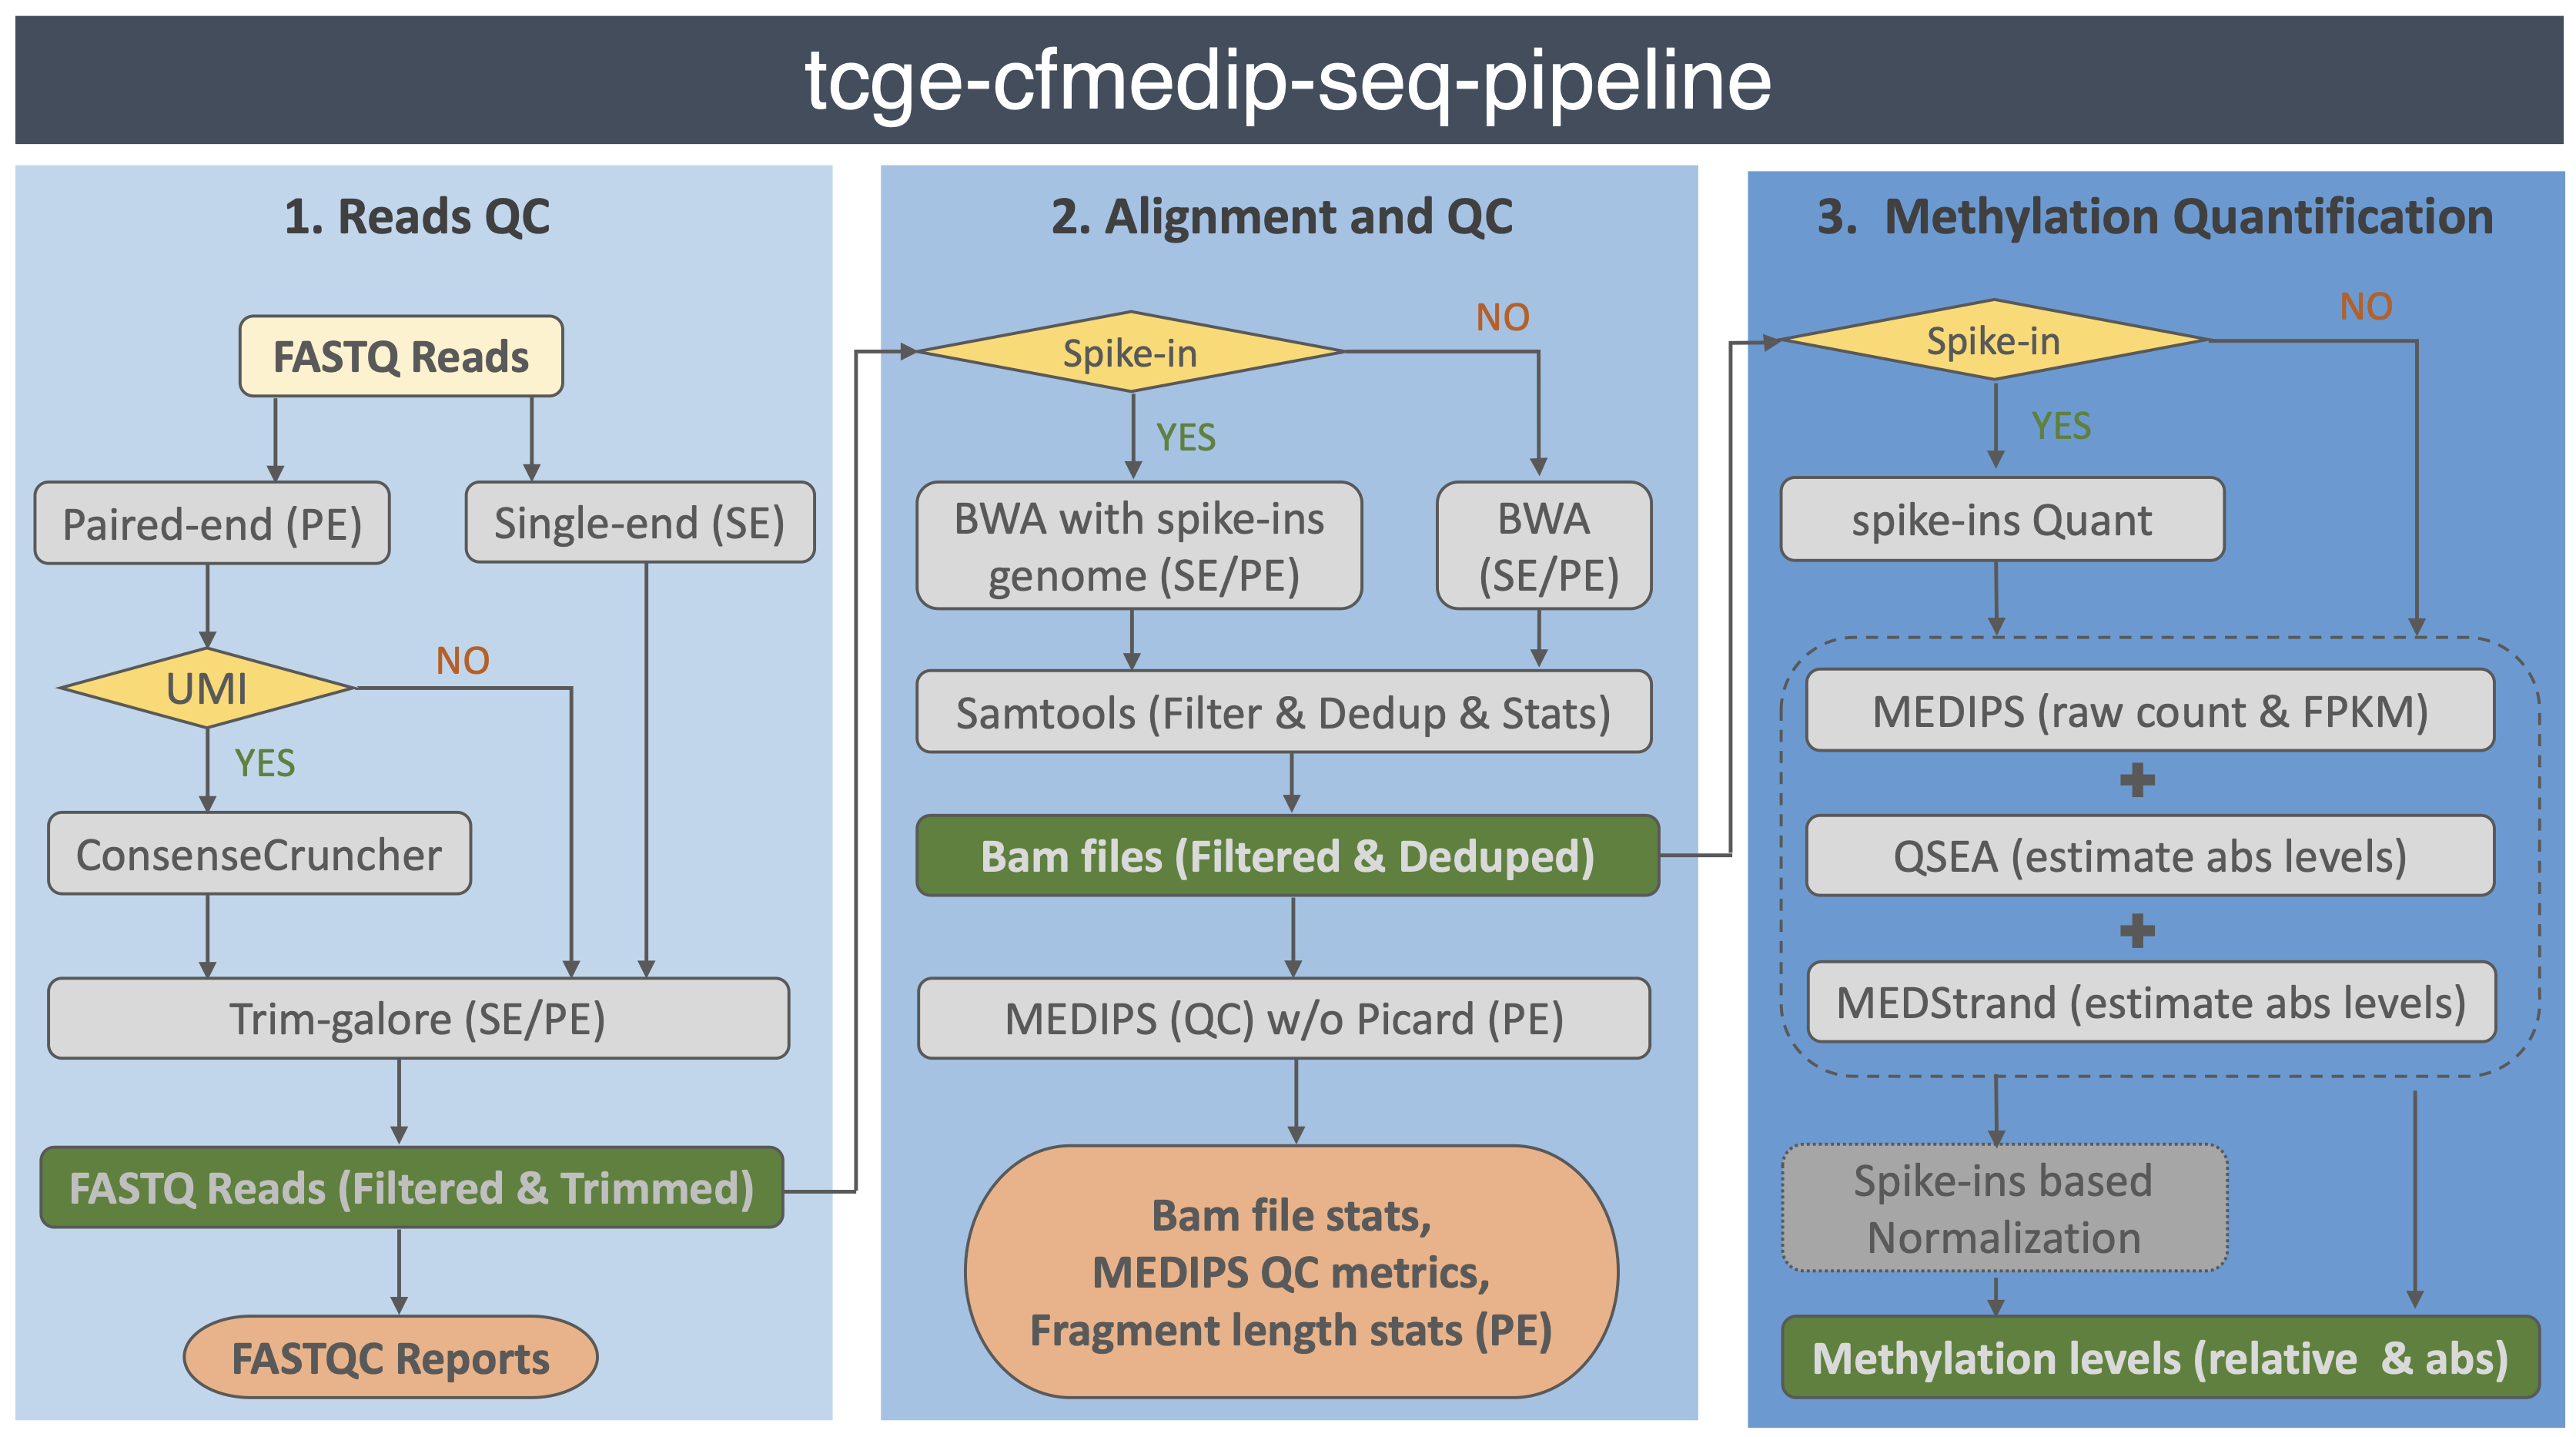 tcge-cfmedip-seq-pipeline
1. Reads QC
FASTQ Reads
Paired-end (PE)
Single-end (SE)
UMI
NO
YES
ConsenseCruncher
Trim-galore (SE/PE)
FASTQ Reads (Filtered & Trimmed)
FASTQC Reports
2. Alignment and QC
Spike-in
NO
YES
BWA with spike-ins
genome (SE/PE)
BWA
(SE/PE)
Samtools (Filter & Dedup & Stats)
Bam files (Filtered & Deduped)
MEDIPS (QC) w/o Picard (PE)
Bam file stats,
MEDIPS QC metrics,
Fragment length stats (PE)
3. Methylation Quantification
Spike-in
NO
YES
spike-ins Quant
MEDIPS (raw count & FPKM)
QSEA (estimate abs levels)
MEDStrand (estimate abs levels)
Spike-ins based
Normalization
Methylation levels (relative & abs)